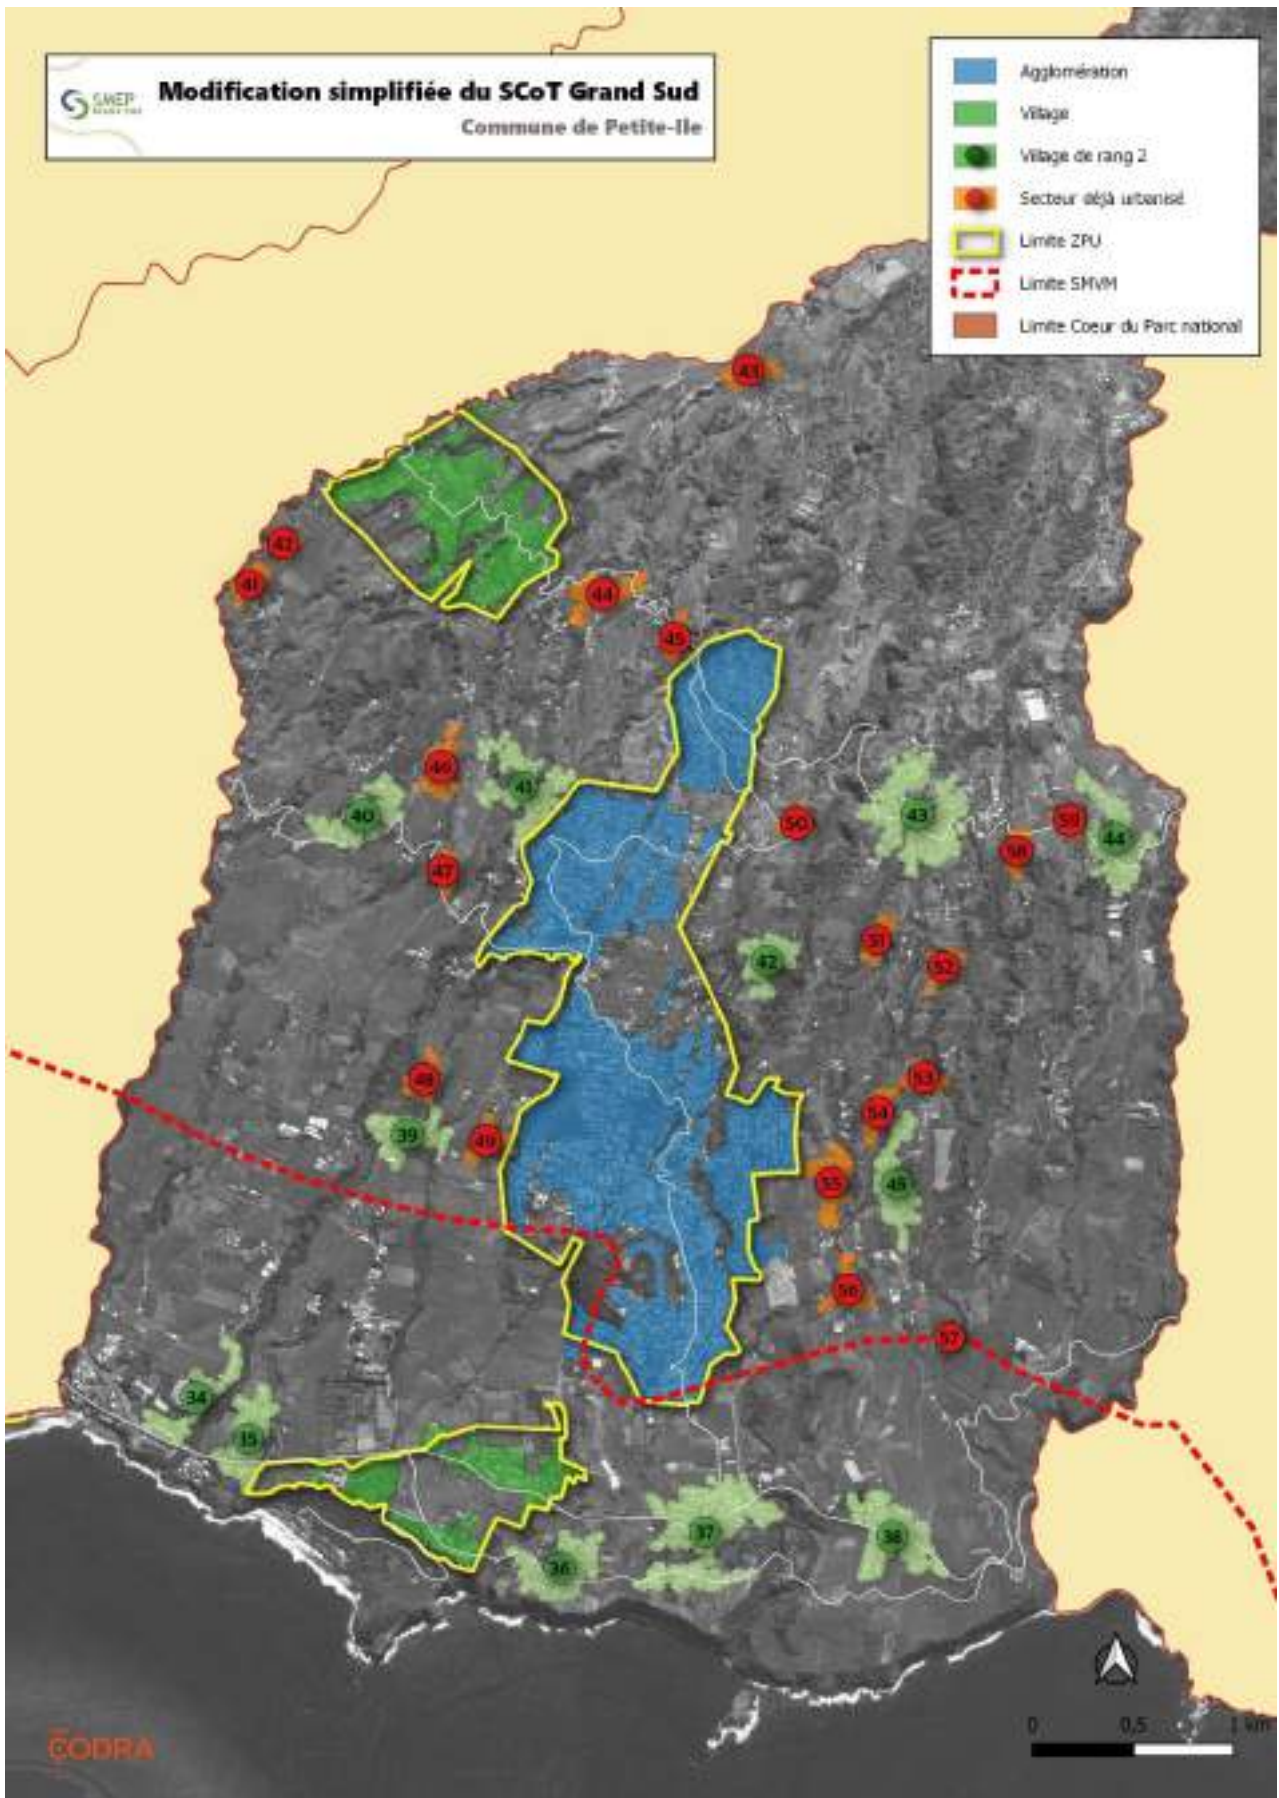 Modification simplifiée du SCoT Grand Sud
SMEP
Commune de Petite-Ile
Agglomération
Village
Village de rang 2
Secteur déjà urbanisé
Limite ZPU
Limite SMVM
Limite Coeur du Parc national
43
42
41
44
45
46
41
40
50
43
59
58
44
47
51
42
52
48
53
54
39
49
55
45
56
57
34
35
37
38
36
CODRA
0 0,5 1 km